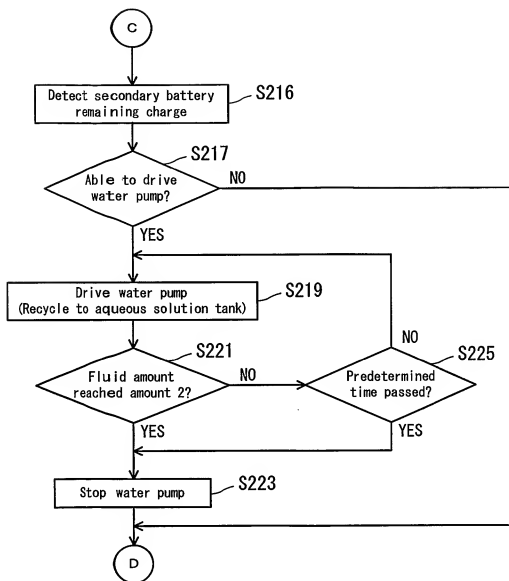 C
Detect secondary battery
remaining charge
S216
S217
Able to drive
water pump?
NO
YES
Drive water pump
(Recycle to aqueous solution tank)
S219
NO
S221
S225
Fluid amount
reached amount 2?
NO
Predetermined
time passed?
YES
YES
Stop water pump
S223
D